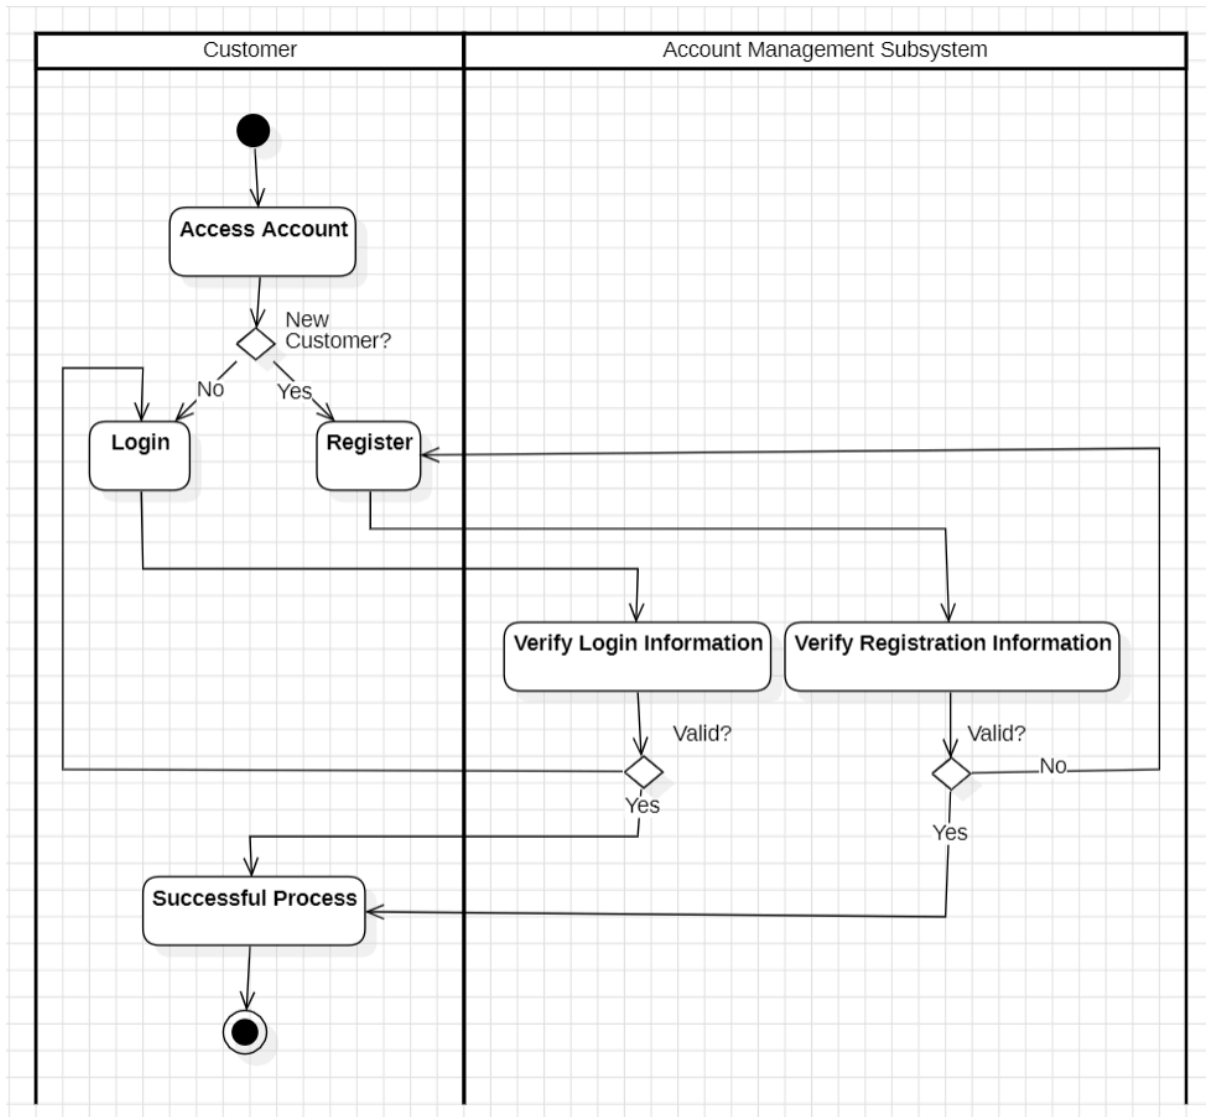 Customer
Account Management Subsystem
Access Account
New
Customer?
No
Yes
Login
Register
Verify Login Information
Verify Registration Information
Valid?
Valid?
No
Yes
Yes
Successful Process